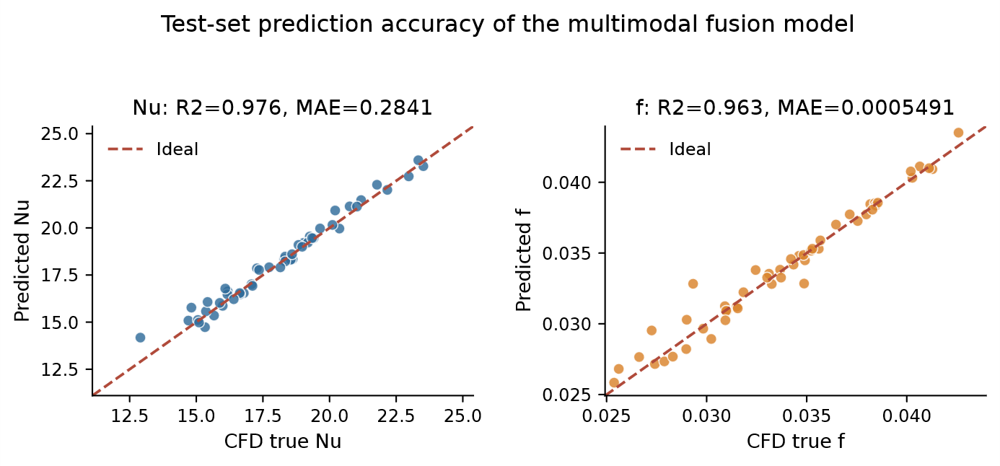 Test-set prediction accuracy of the multimodal fusion model
Nu: R2=0.976, MAE=0.2841
Ideal
25.0
22.5
20.0
17.5
15.0
12.5
Predicted Nu
12.5 15.0 17.5 20.0 22.5 25.0
CFD true Nu
f: R2=0.963, MAE=0.0005491
Ideal
0.040
0.035
0.030
0.025
Predicted f
0.025 0.030 0.035 0.040
CFD true f